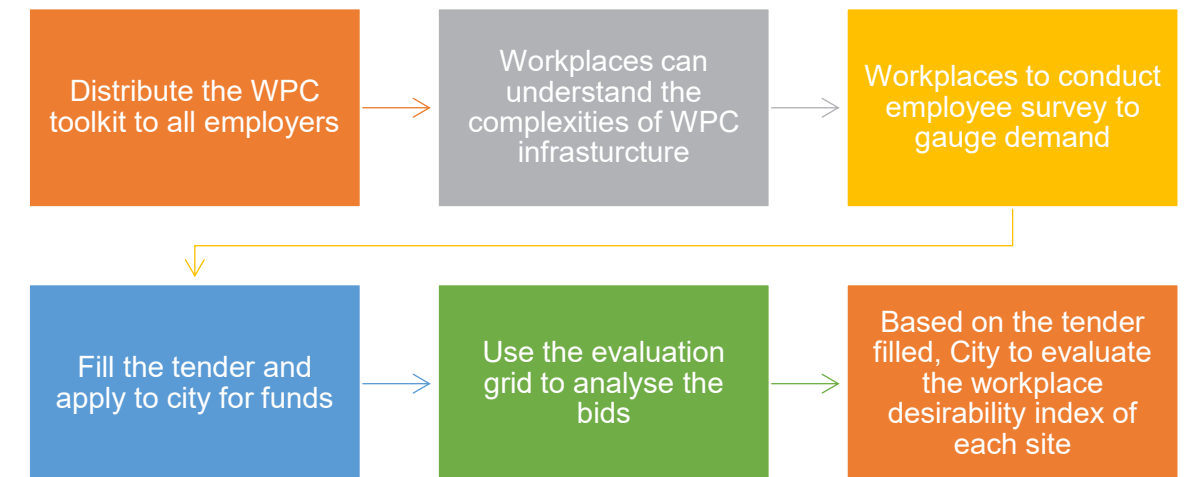 Distribute the WPC
toolkit to all employers
Workplaces can
understand the
complexities of WPC
infrasturcture
Workplaces to conduct
employee survey to
gauge demand
Fill the tender and
apply to city for funds
Use the evaluation
grid to analyse the
bids
Based on the tender
filled, City to evaluate
the workplace
desirability index of
each site